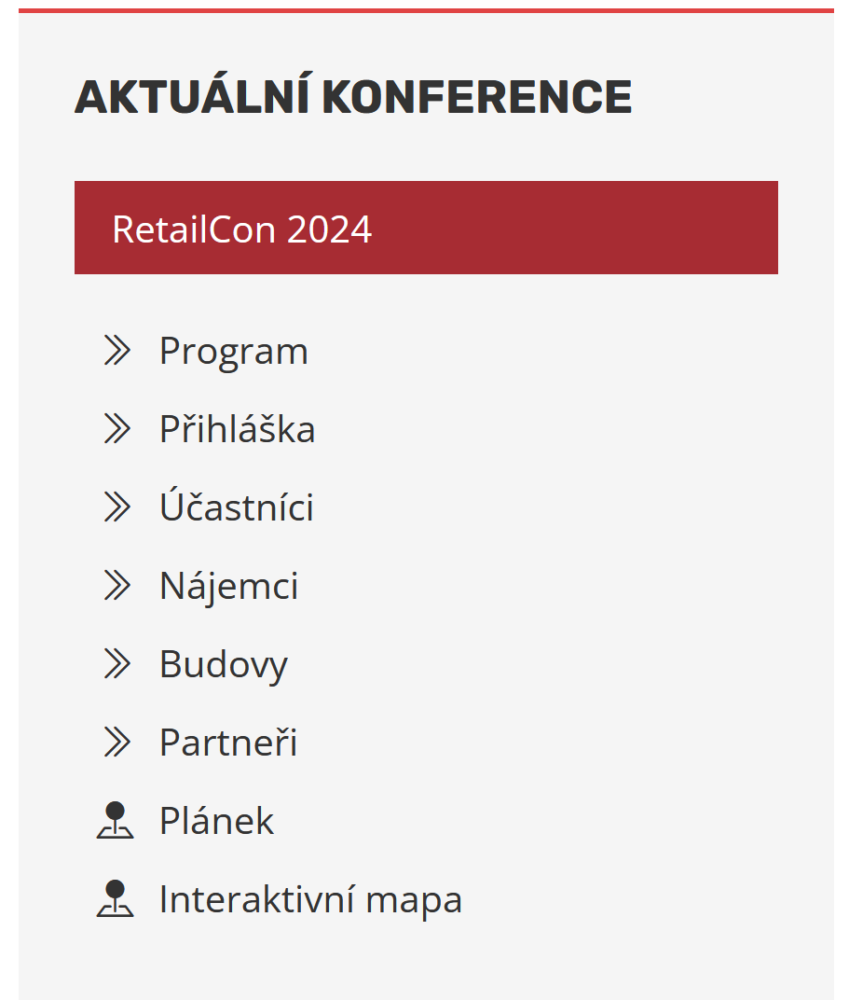 AKTUÁLNÍ KONFERENCE
RetailCon 2024
Program
Přihláška
Účastníci
Nájemci
Budovy
Partneři
Plánek
Interaktivní mapa